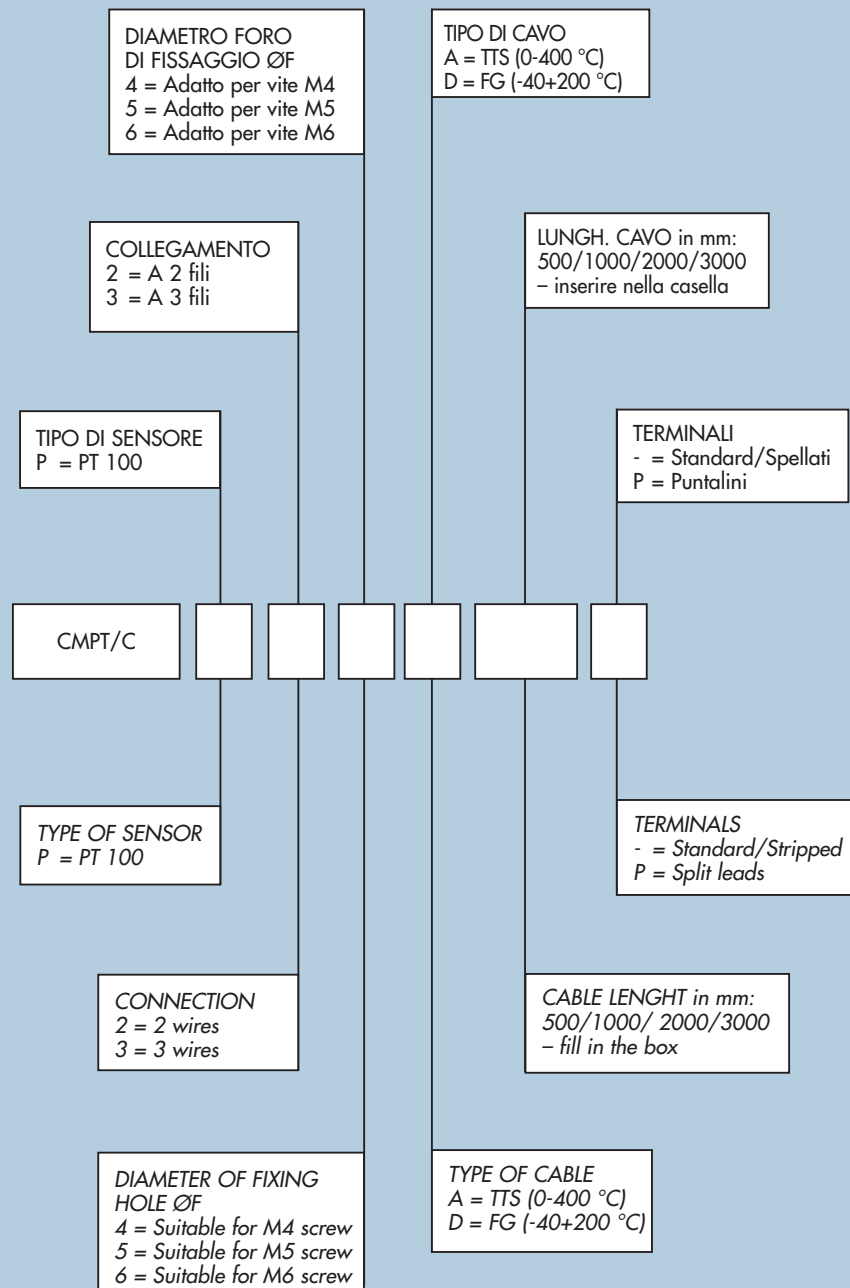 DIAMETRO FORO
DI FISSAGGIO ØF
4 = Adatto per vite M4
5 = Adatto per vite M5
6 = Adatto per vite M6
TIPO DI CAVO
A = TTS (0-400 °C)
D = FG (-40+200 °C)
COLLEGAMENTO
2 = A 2 fili
3 = A 3 fili
LUNGH. CAVO in mm:
500/1000/2000/3000
– inserire nella casella
TIPO DI SENSORE
P = PT 100
TERMINALI
- = Standard/Spellati
P = Puntalini
CMPT/C
TYPE OF SENSOR
P = PT 100
TERMINALS
- = Standard/Stripped
P = Split leads
CONNECTION
2 = 2 wires
3 = 3 wires
CABLE LENGHT in mm:
500/1000/ 2000/3000
– fill in the box
DIAMETER OF FIXING
HOLE ØF
4 = Suitable for M4 screw
5 = Suitable for M5 screw
6 = Suitable for M6 screw
TYPE OF CABLE
A = TTS (0-400 °C)
D = FG (-40+200 °C)